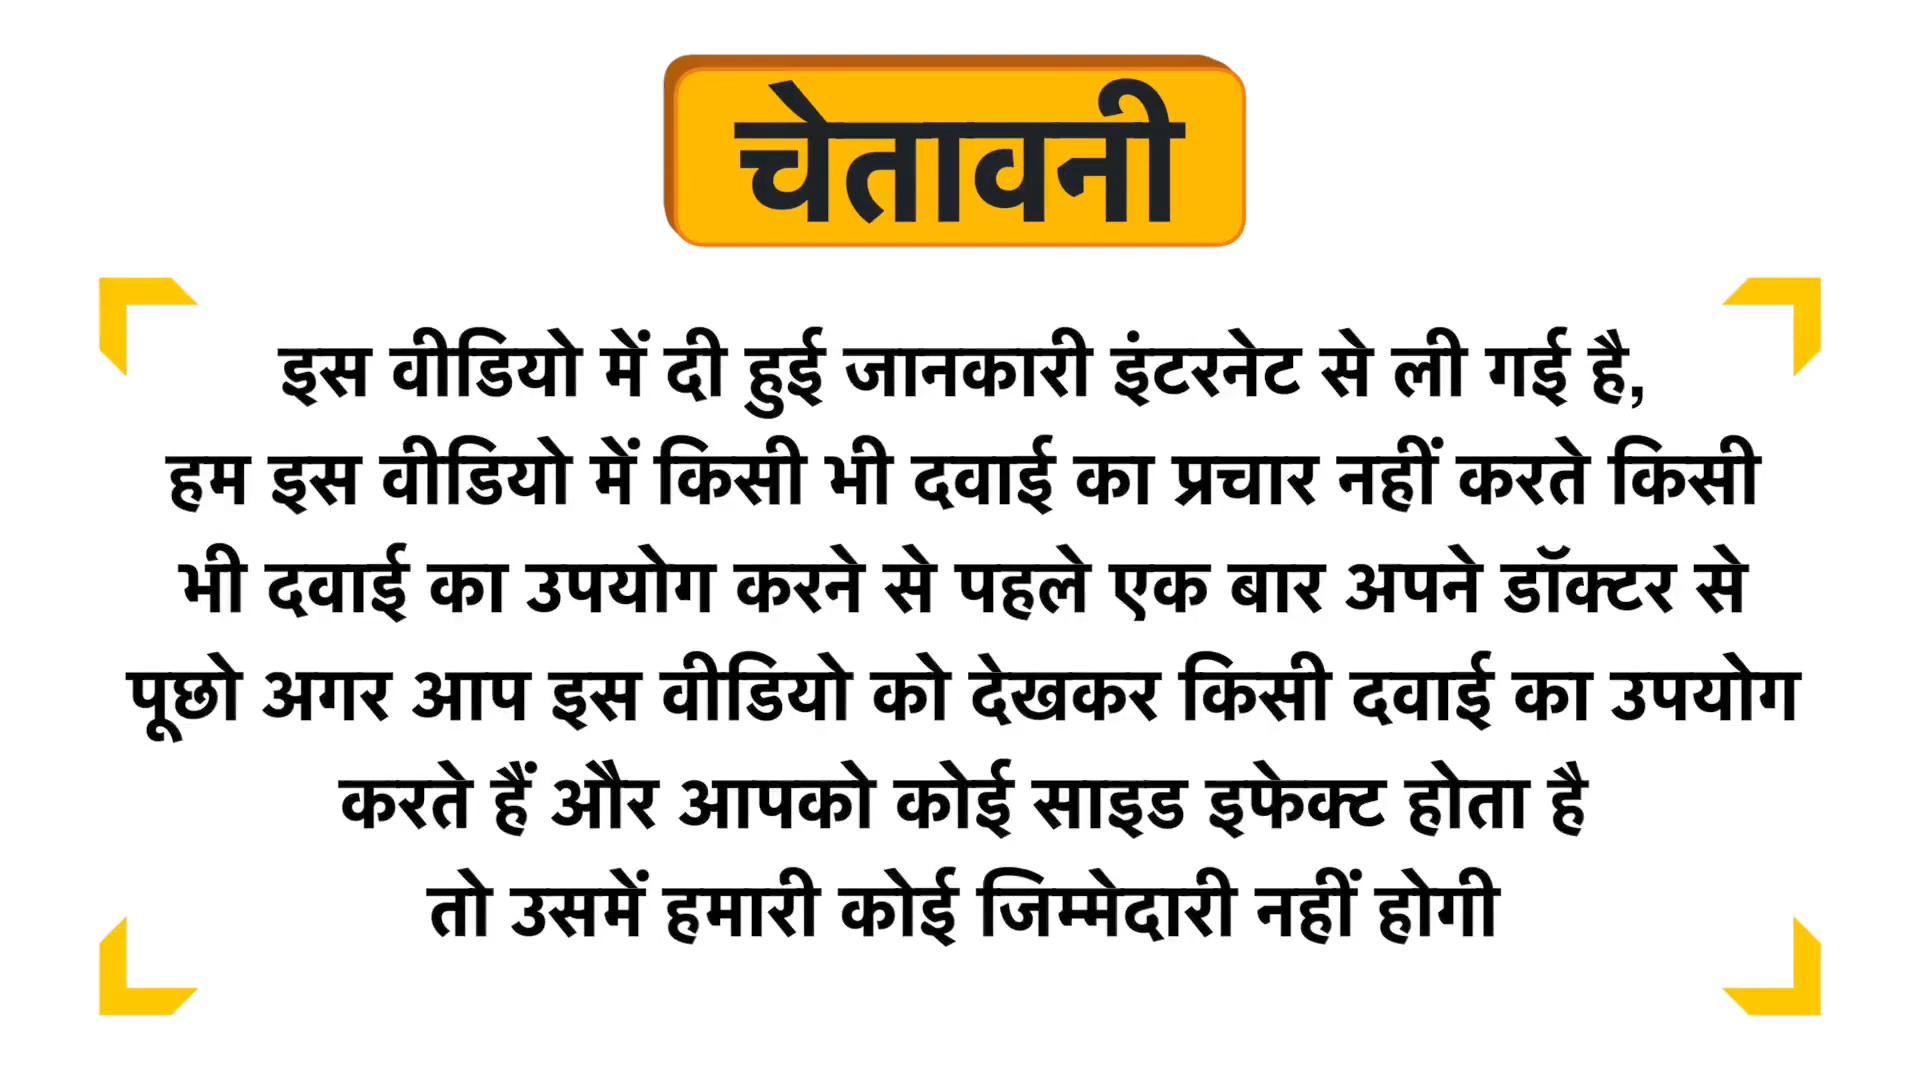 चेतावनी
इस वीडियो में दी हुई जानकारी इंटरनेट से ली गई है,
हम इस वीडियो में किसी भी दवाई का प्रचार नहीं करते किसी
भी दवाई का उपयोग करने से पहले एक बार अपने डॉक्टर से
पूछो अगर आप इस वीडियो को देखकर किसी दवाई का उपयोग
करते हैं और आपको कोई साइड इफेक्ट होता है
तो उसमें हमारी कोई जिम्मेदारी नहीं होगी